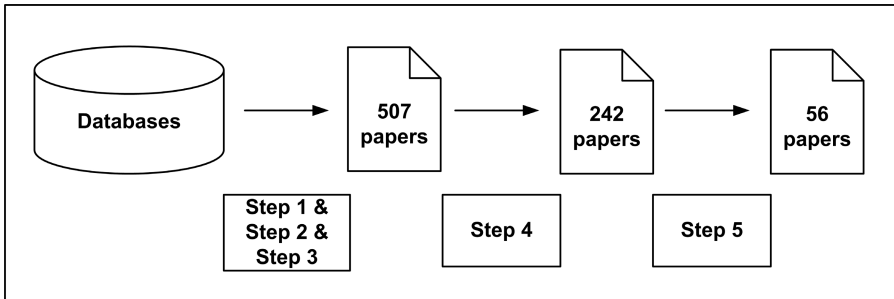 Databases
507
papers
242
papers
56
papers
Step 1 &
Step 2 &
Step 3
Step 4
Step 5